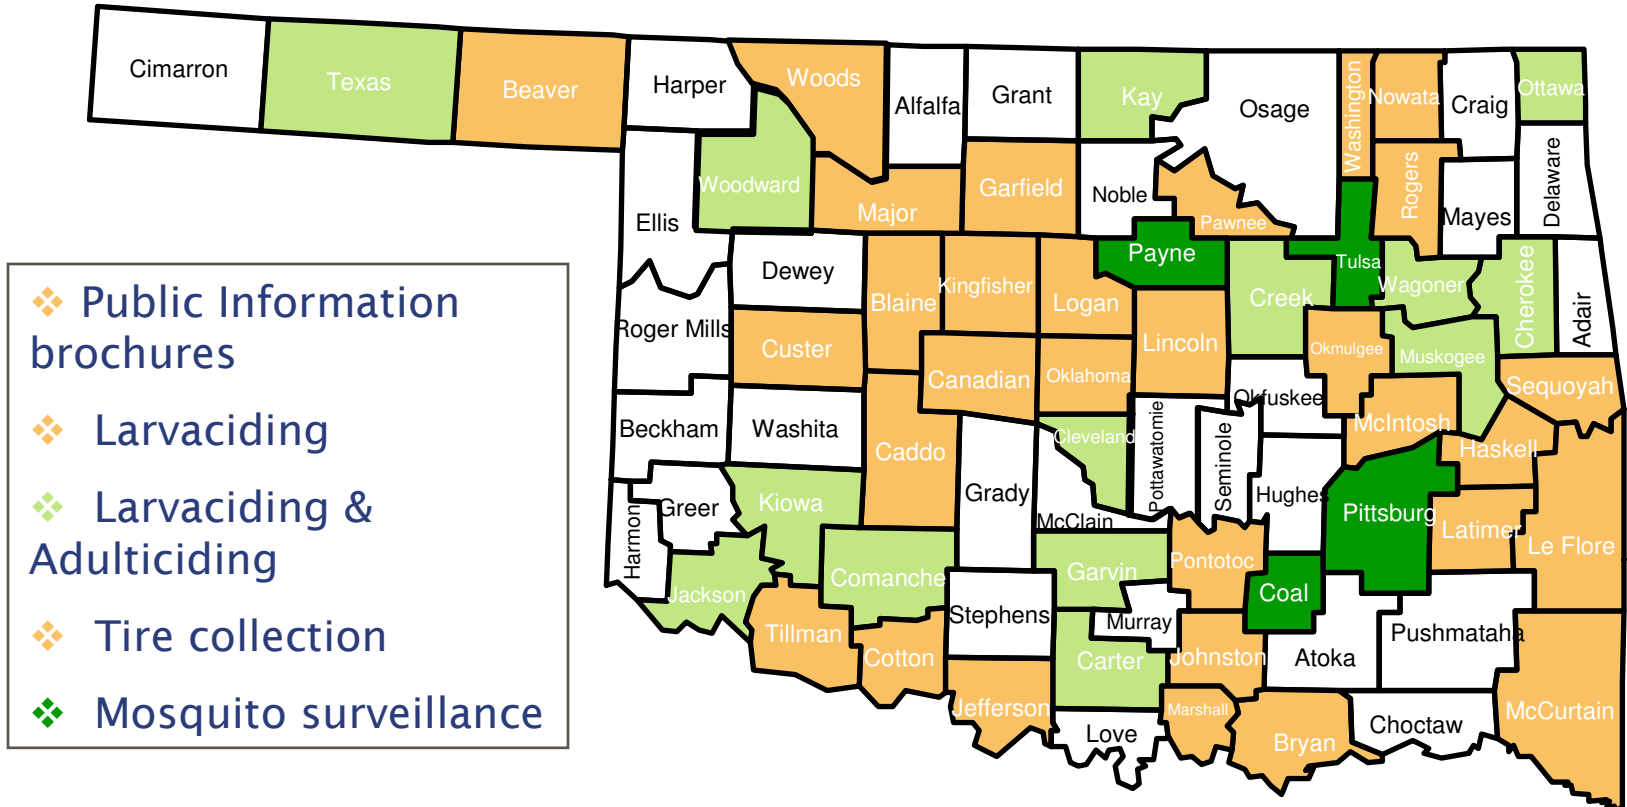 Cimarron
Texas
Beaver
Harper
Woods
Alfalfa
Grant
Kay
Osage
Washington
Nowata
Craig
Ottawa
Woodward
Ellis
Major
Garfield
Noble
Pawnee
Rogers
Mayes
Delaware
Dewey
Blaine
Kingfisher
Logan
Payne
Creek
Tulsa
Wagoner
Cherokee
Adair
Roger Mills
Custer
Canadian
Oklahoma
Lincoln
Okmulgee
Muskogee
Sequoyah
Beckham
Washita
Caddo
Grady
Cleveland
Pottawatomie
Seminole
Okfuskee
Hughes
McIntosh
Haskell
Harmon
Greer
Kiowa
McClain
Pittsburg
Latimer
Le Flore
Jackson
Comanche
Garvin
Pontotoc
Coal
Tillman
Cotton
Stephens
Murray
Johnston
Atoka
Pushmataha
Jefferson
Carter
Love
Marshall
Bryan
Choctaw
McCurtain
Public Information
brochures
Larvaciding
Larvaciding &
Adulticiding
Tire collection
Mosquito surveillance